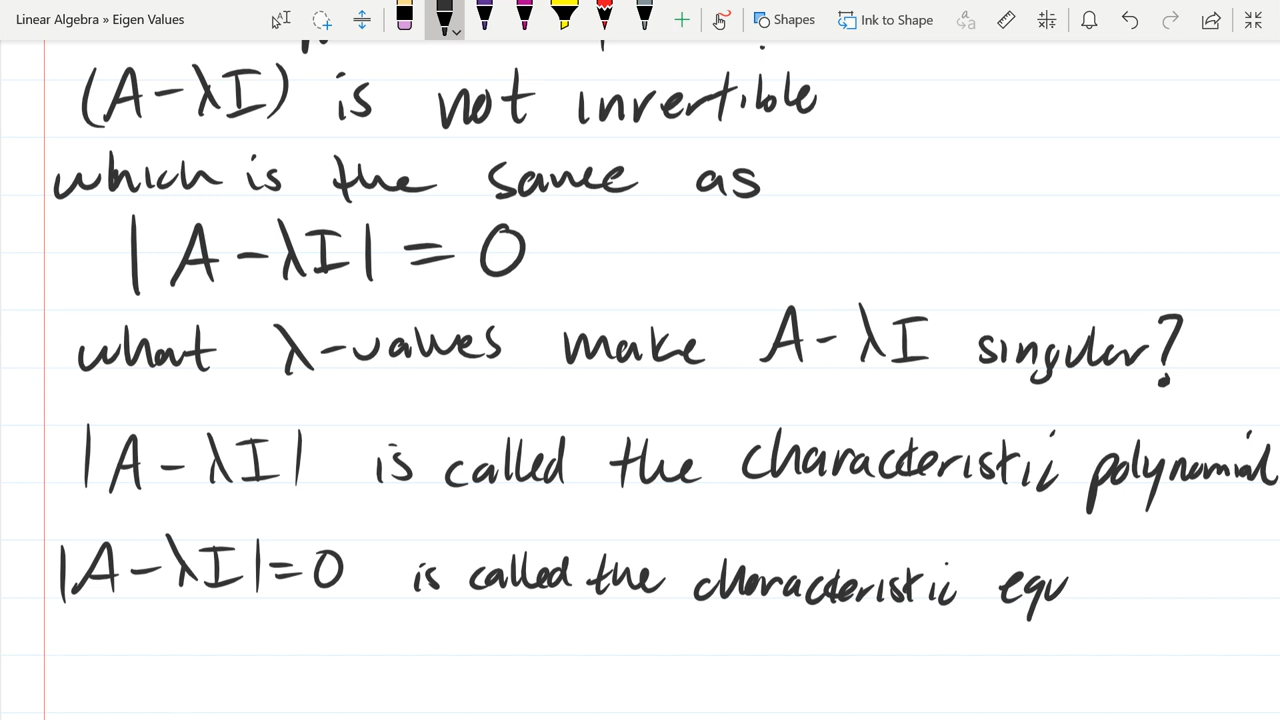 Linear Algebra » Eigen Values
Shapes
Ink to Shape
(A-λI) is not invertible
which is the same as
|A-λI| = 0
what λ-values make A-λI singular?
|A-λI| is called the characteristic polynomial
|A-λI|=0 is called the characteristic equ